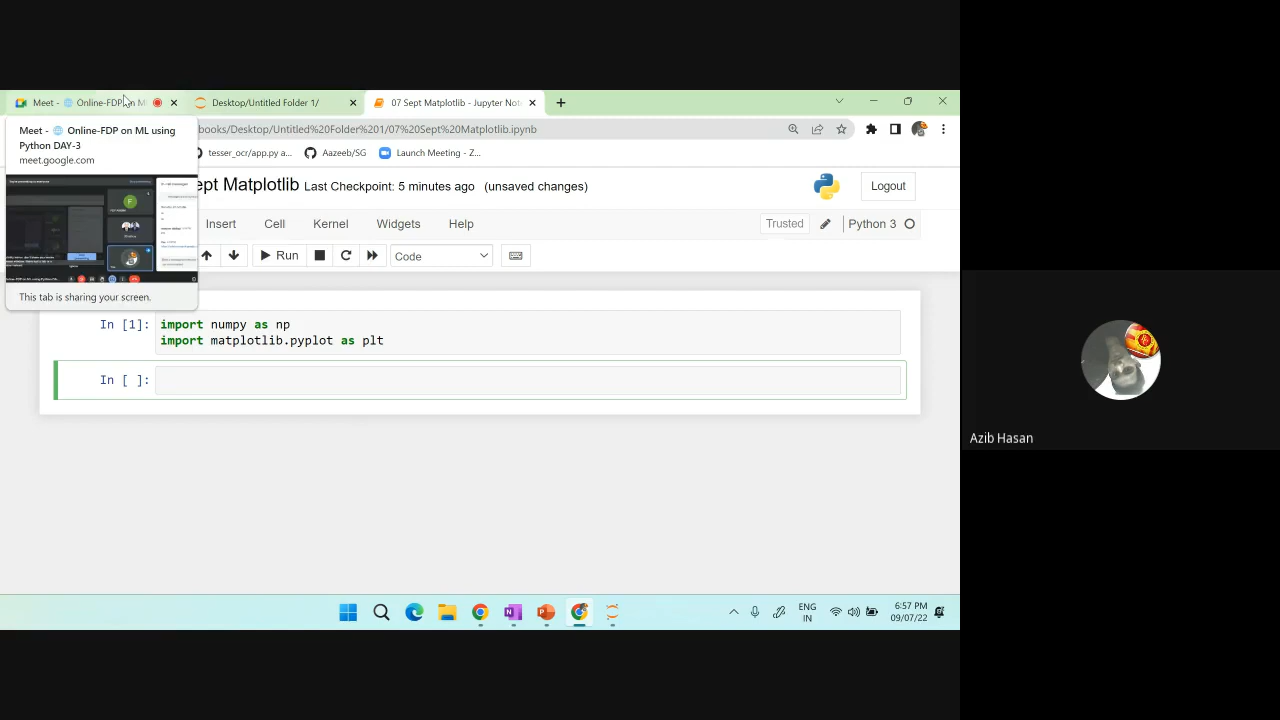 Meet - Online-FDP on ML
Desktop/Untitled Folder 1/
07 Sept Matplotlib - Jupyter Not
Meet - Online-FDP on ML using
Python DAY-3
meet.google.com
books/Desktop/Untitled%20Folder%201/07%20Sept%20Matplotlib.ipynb
tesser_ocr/app.py a...
Aazeeb/SG
Launch Meeting - Z...
ept Matplotlib Last Checkpoint: 5 minutes ago (unsaved changes)
Logout
Insert Cell Kernel Widgets Help
Trusted
Python 3
Run
Code
This tab is sharing your screen.
In [1]: import numpy as np
import matplotlib.pyplot as plt
In [ ]:
Azib Hasan
ENG
IN
6:57 PM
09/07/22